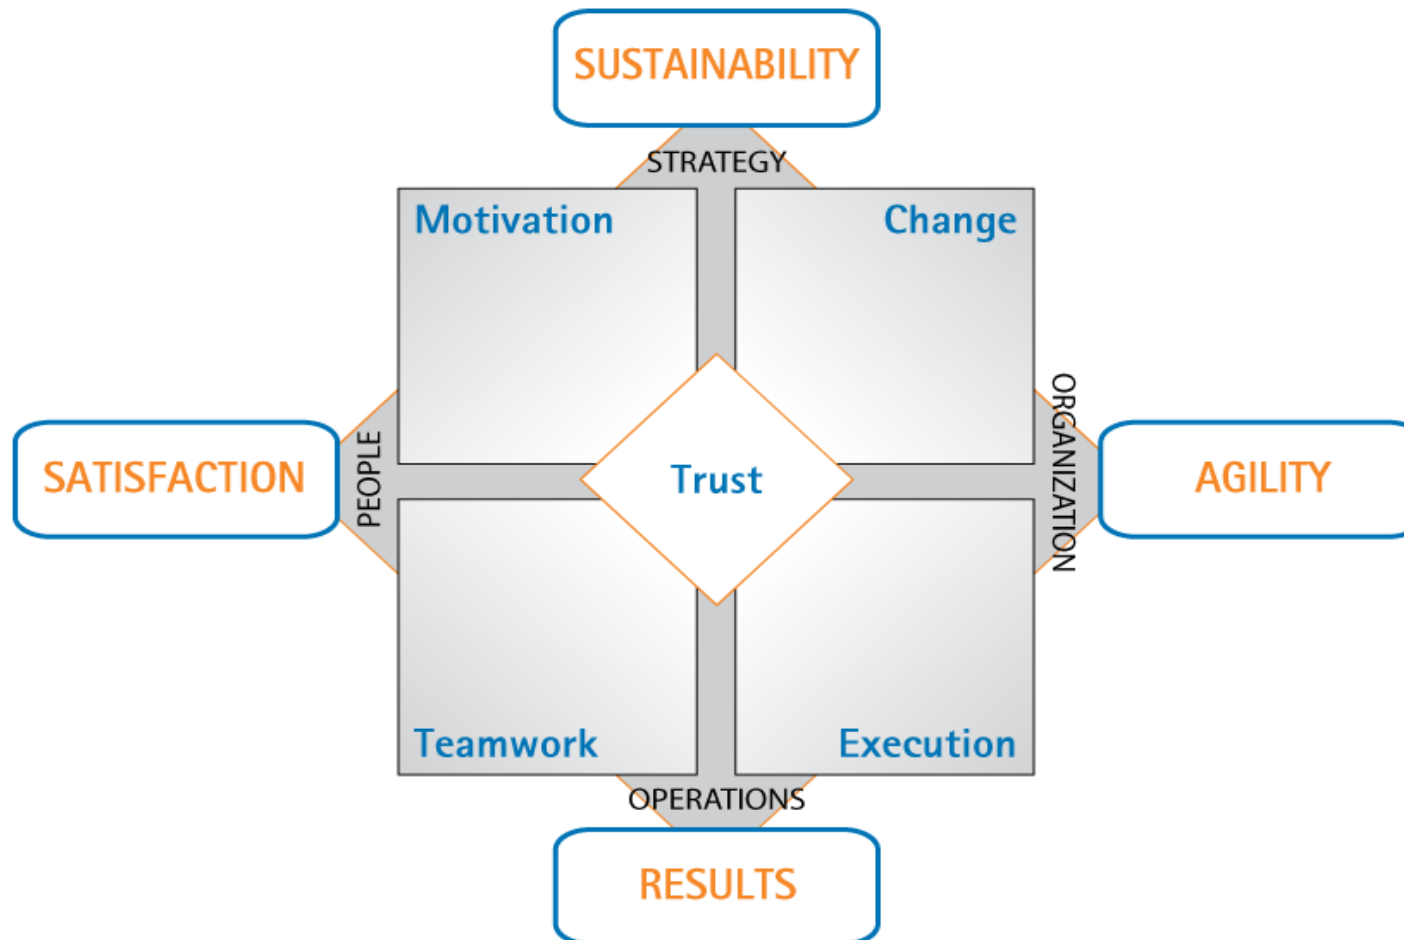 SUSTAINABILITY
STRATEGY
Motivation
Change
SATISFACTION
PEOPLE
Trust
ORGANIZATION
AGILITY
Teamwork
Execution
OPERATIONS
RESULTS